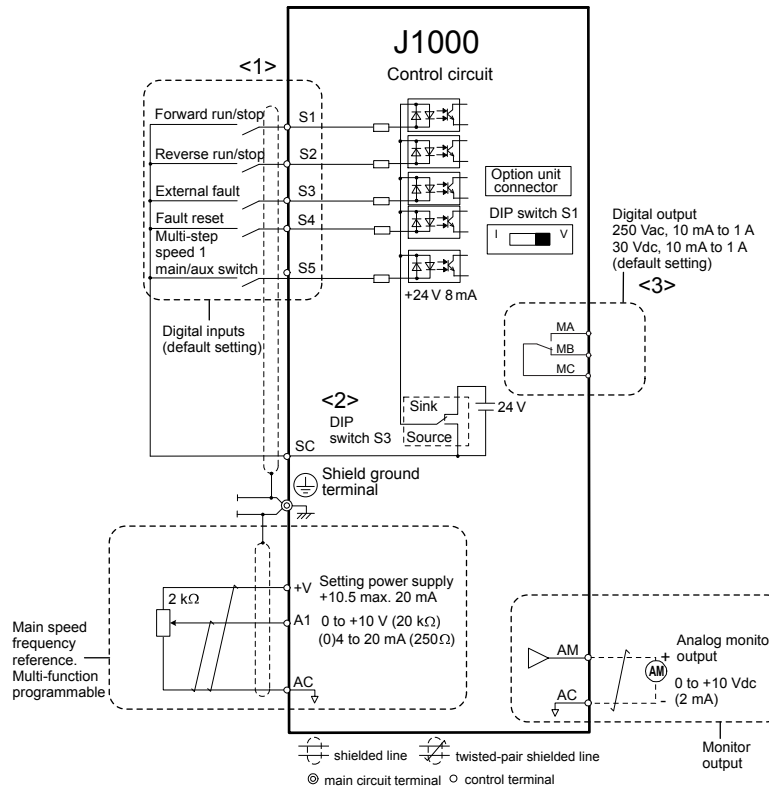 J1000
Control circuit
<1>
Forward run/stop
S1
Reverse run/stop
S2
External fault
S3
Fault reset
S4
Multi-step
speed 1
main/aux switch
S5
Digital inputs
(default setting)
+24 V 8 mA
Option unit
connector
DIP switch S1
I
V
Digital output
250 Vac, 10 mA to 1 A
30 Vdc, 10 mA to 1 A
(default setting)
<3>
MA
MB
MC
<2>
DIP
switch S3
Sink
Source
24 V
SC
Shield ground
terminal
Main speed
frequency
reference.
Multi-function
programmable
2 kΩ
+V
Setting power supply
+10.5 max. 20 mA
A1
0 to +10 V (20 kΩ)
(0)4 to 20 mA (250Ω)
AC
AM
AC
+
AM
-
Analog monitor
output
0 to +10 Vdc
(2 mA)
Monitor
output
shielded line
twisted-pair shielded line
main circuit terminal
control terminal